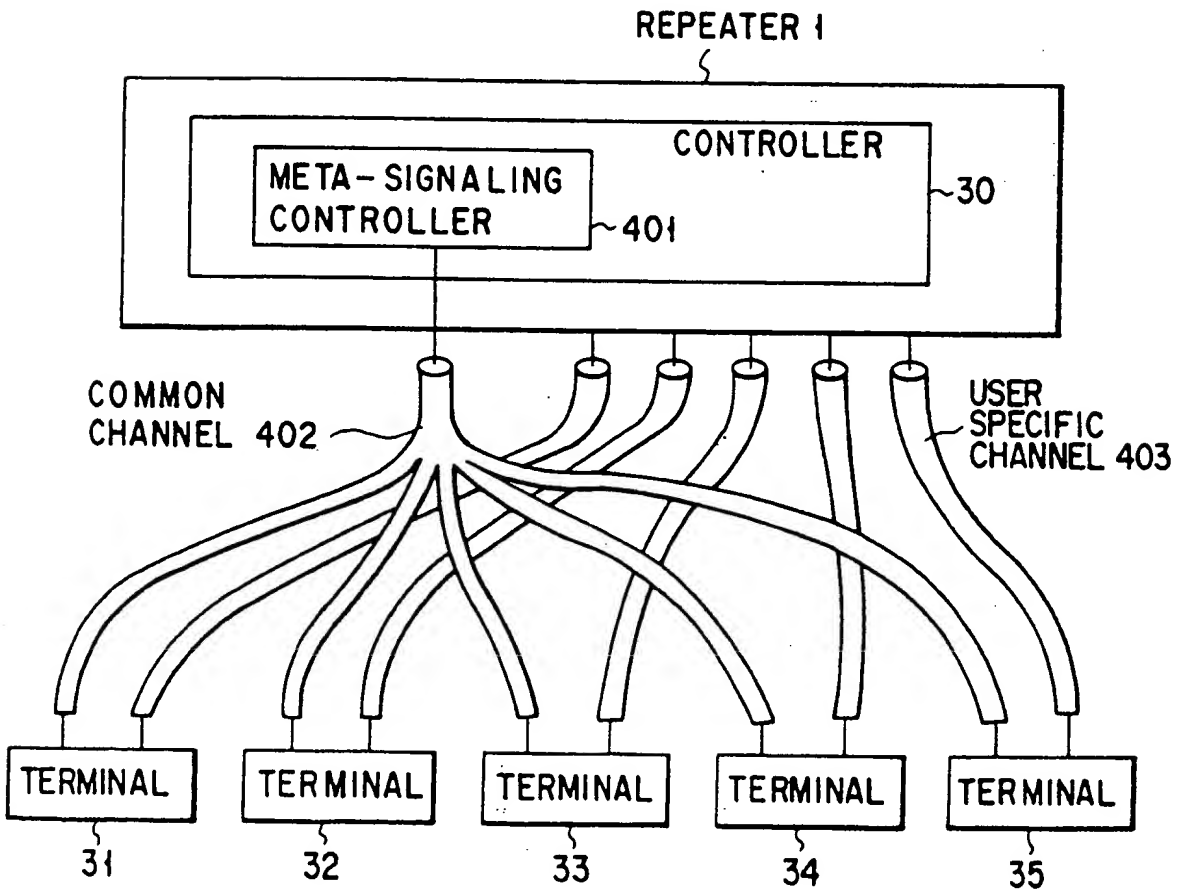 REPEATER 1
CONTROLLER
META-SIGNALING
CONTROLLER
30
401
COMMON
CHANNEL 402
USER
SPECIFIC
CHANNEL 403
TERMINAL
TERMINAL
TERMINAL
TERMINAL
TERMINAL
31
32
33
34
35